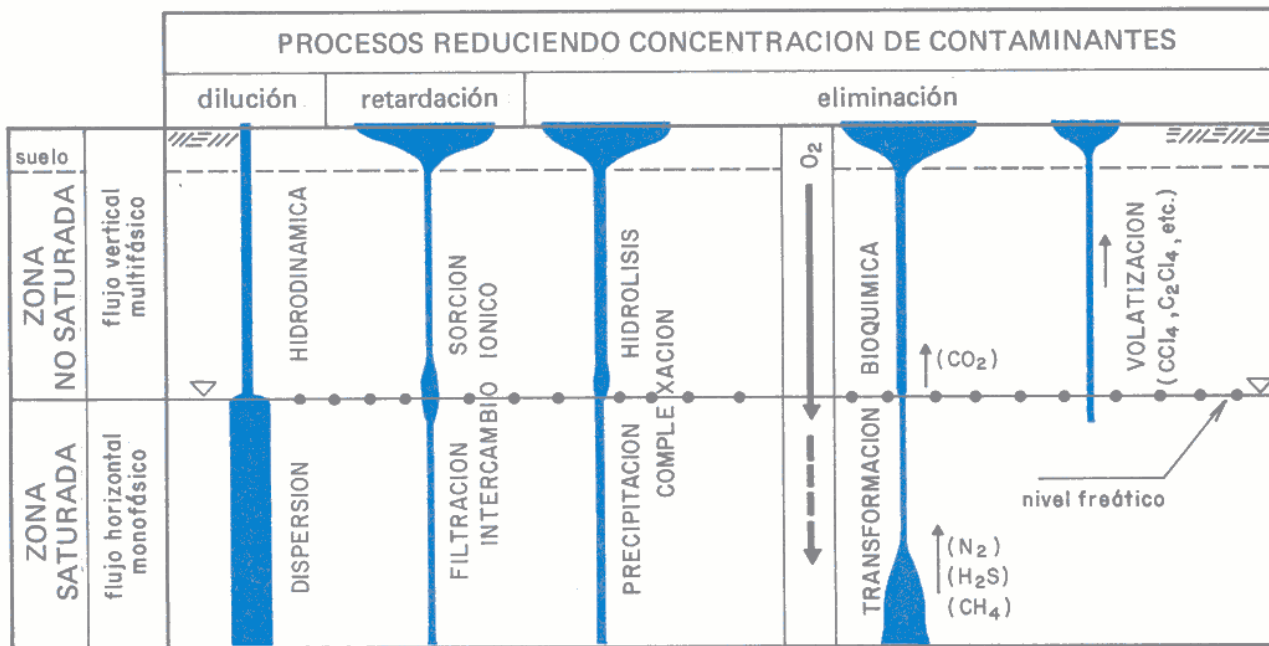 PROCESOS REDUCIENDO CONCENTRACION DE CONTAMINANTES
dilución
retardación
eliminación
suelo
ZONA
NO SATURADA
flujo vertical
multifásico
ZONA
SATURADA
flujo horizontal
monofásico
DISPERSION HIDRODINAMICA
FILTRACION SORCION
INTERCAMBIO IONICO
PRECIPITACION HIDROLISIS
COMPLEXACION
O2
TRANSFORMACION BIOQUIMICA
(CO2)
(N2)
(H2S)
(CH4)
VOLATIZACION
(CCl4, C2Cl4, etc.)
nivel freático